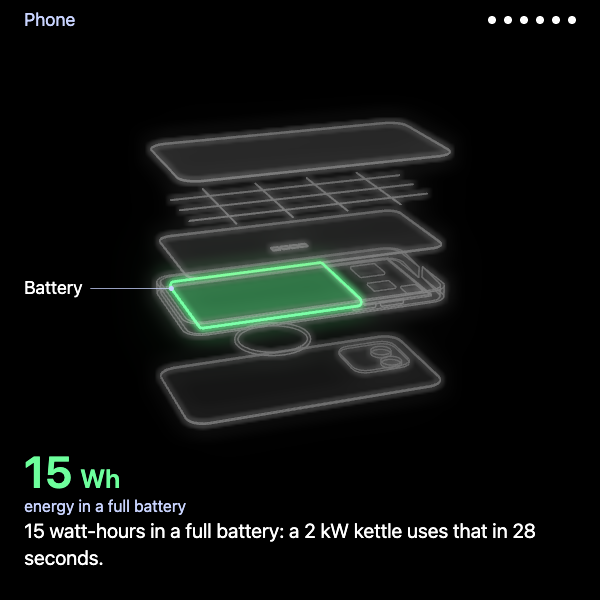 Phone
Battery
15 Wh
energy in a full battery
15 watt-hours in a full battery: a 2 kW kettle uses that in 28
seconds.